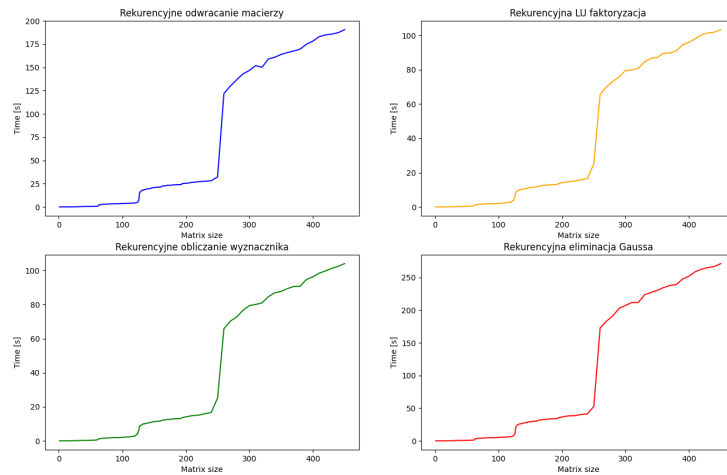 Rekurencyjne odwracanie macierzy
200
175
150
125
100
75
50
25
0
Time [s]
0 100 200 300 400
Matrix size
Rekurencyjna LU faktoryzacja
100
80
60
40
20
0
Time [s]
0 100 200 300 400
Matrix size
Rekurencyjne obliczanie wyznacznika
100
80
60
40
20
0
Time [s]
0 100 200 300 400
Matrix size
Rekurencyjna eliminacja Gaussa
250
200
150
100
50
0
Time [s]
0 100 200 300 400
Matrix size